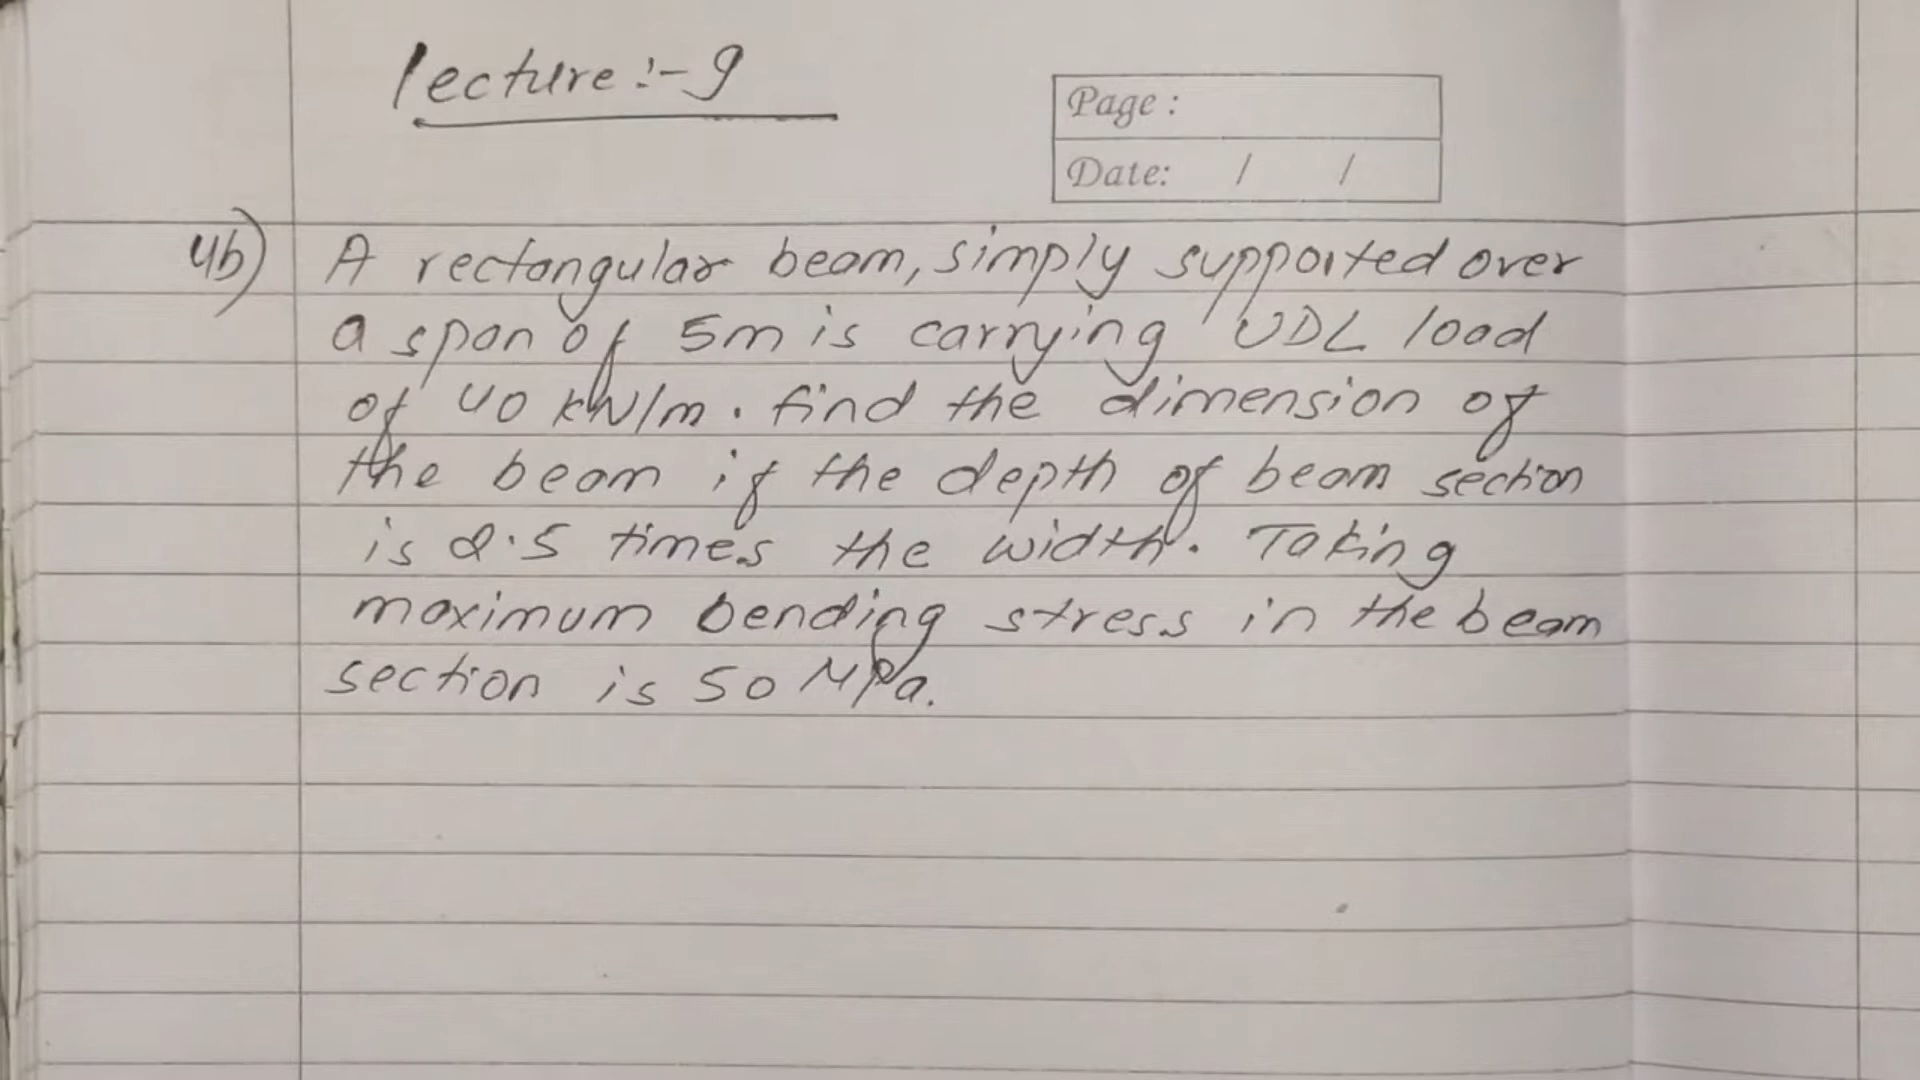 lecture :- 9
Page :
Date: / /
4b) A rectangular beam, simply supported over
a span of 5m is carrying UDL load
of 40 kN/m. find the dimension of
the beam if the depth of beam section
is 2.5 times the width. Taking
maximum bending stress in the beam
section is 50 MPa.